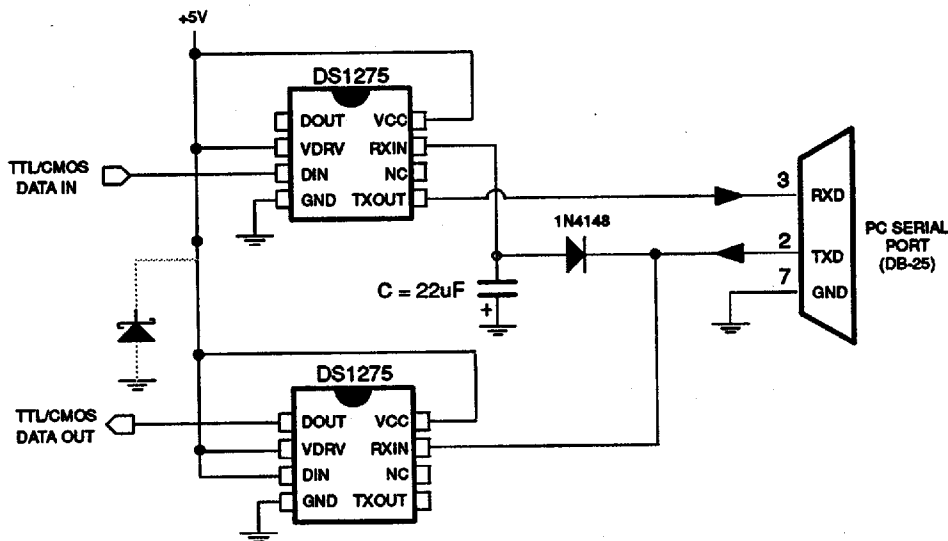 +5V
DS1275
DOUT VCC
VDRV RXIN
DIN NC
GND TXOUT
TTL/CMOS
DATA IN
1N4148
C = 22uF
+
3 RXD
2 TXD
7 GND
PC SERIAL
PORT
(DB-25)
DS1275
DOUT VCC
VDRV RXIN
DIN NC
GND TXOUT
TTL/CMOS
DATA OUT